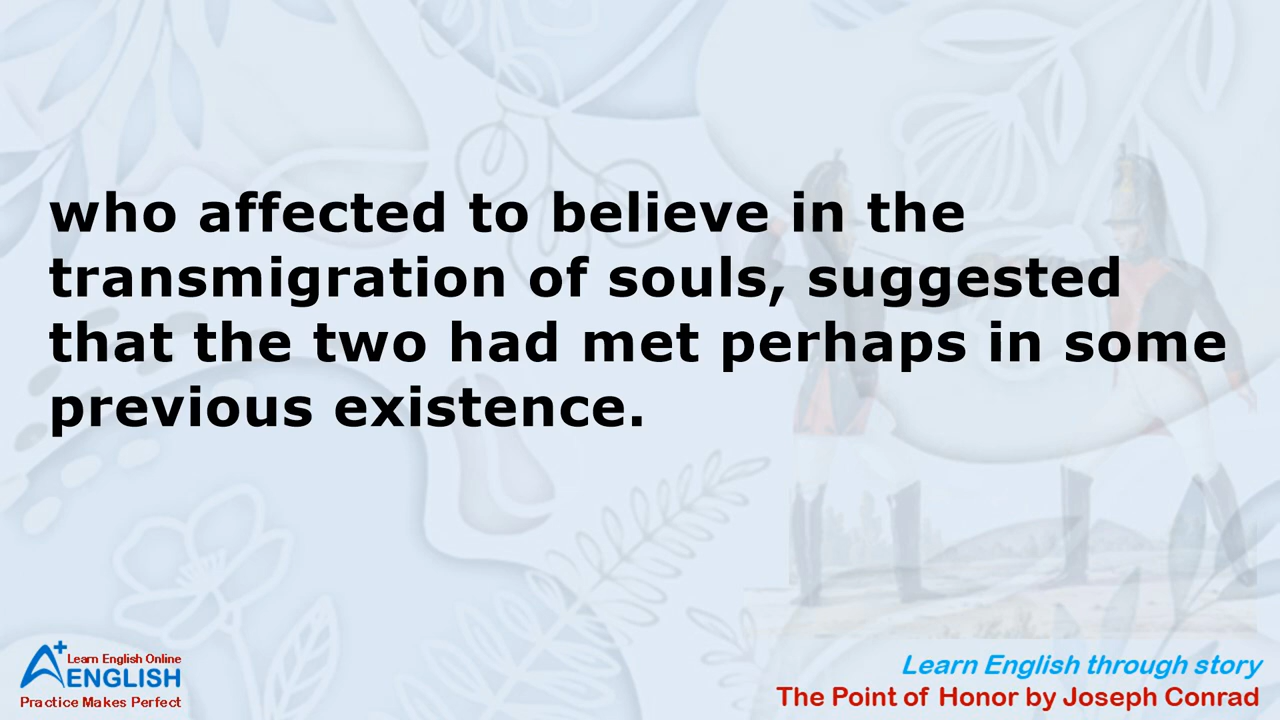 who affected to believe in the
transmigration of souls, suggested
that the two had met perhaps in some
previous existence.
A+ Learn English Online
ENGLISH
Practice Makes Perfect
Learn English through story
The Point of Honor by Joseph Conrad